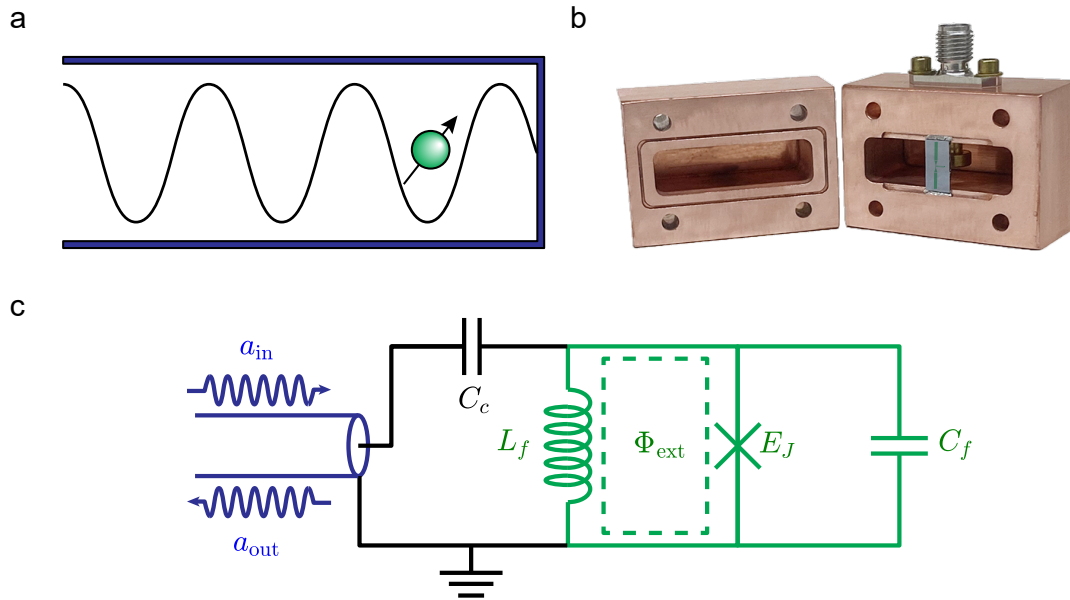 a
b
c
a_in
a_out
C_c
L_f
Φ_ext
E_J
C_f